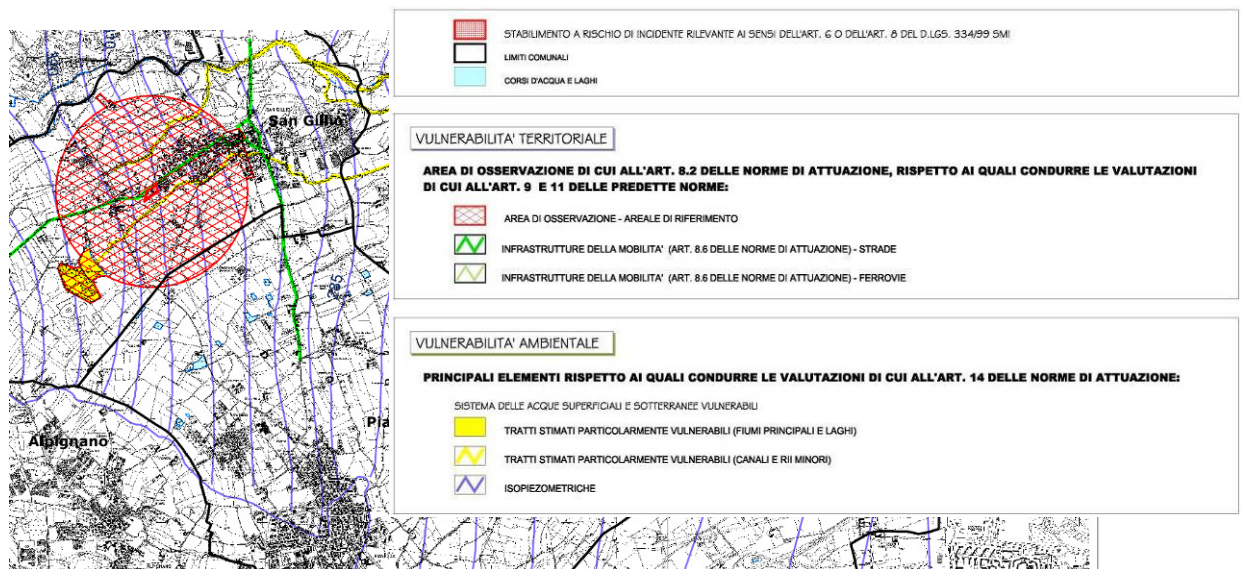 STABILIMENTO A RISCHIO DI INCIDENTE RILEVANTE AI SENSI DELL'ART. 6 O DELL'ART. 8 DEL D.LGS. 334/99 SMI
LIMITI COMUNALI
CORSI D'ACQUA E LAGHI
VULNERABILITA' TERRITORIALE
AREA DI OSSERVAZIONE DI CUI ALL'ART. 8.2 DELLE NORME DI ATTUAZIONE, RISPETTO AI QUALI CONDURRE LE VALUTAZIONI
DI CUI ALL'ART. 9 E 11 DELLE PREDETTE NORME:
AREA DI OSSERVAZIONE - AREALE DI RIFERIMENTO
INFRASTRUTTURE DELLA MOBILITA' (ART. 8.6 DELLE NORME DI ATTUAZIONE) - STRADE
INFRASTRUTTURE DELLA MOBILITA' (ART. 8.6 DELLE NORME DI ATTUAZIONE) - FERROVIE
VULNERABILITA' AMBIENTALE
PRINCIPALI ELEMENTI RISPETTO AI QUALI CONDURRE LE VALUTAZIONI DI CUI ALL'ART. 14 DELLE NORME DI ATTUAZIONE:
SISTEMA DELLE ACQUE SUPERFICIALI E SOTTERRANEE VULNERABILI
TRATTI STIMATI PARTICOLARMENTE VULNERABILI (FIUMI PRINCIPALI E LAGHI)
TRATTI STIMATI PARTICOLARMENTE VULNERABILI (CANALI E RII MINORI)
ISOPIEZOMETRICHE
San Gillio
285
Pia
Alpignano